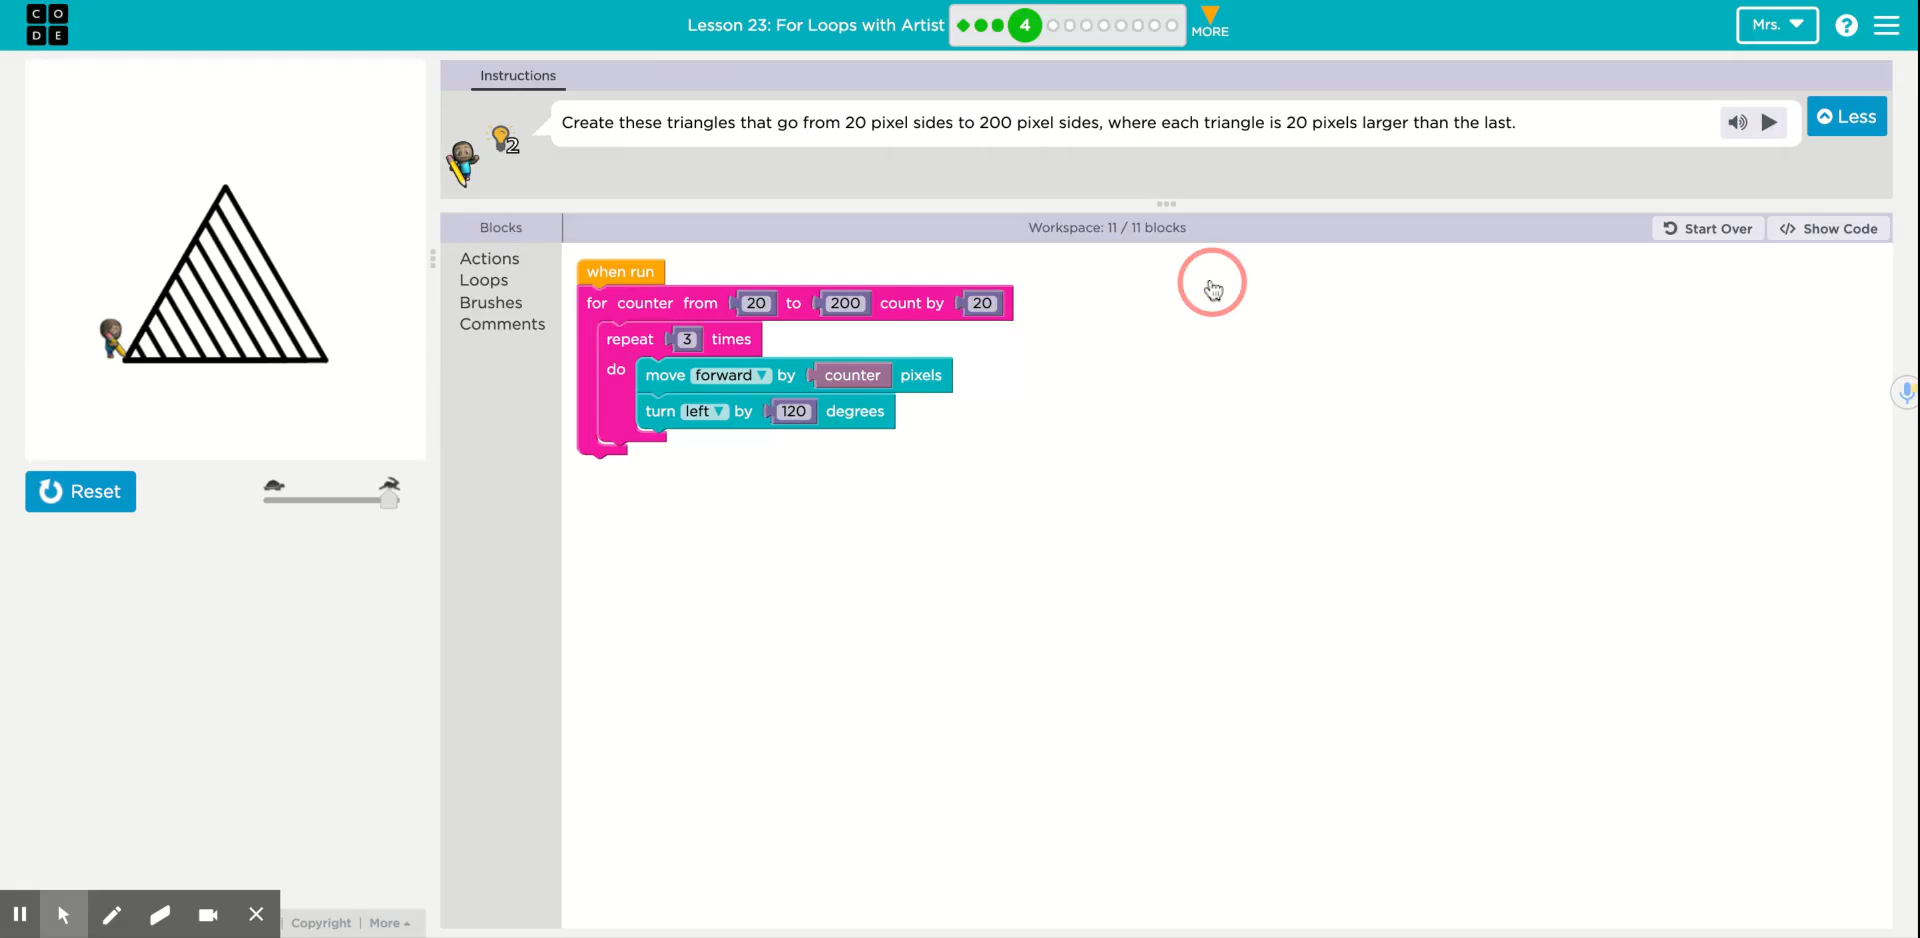 C O
D E
Lesson 23: For Loops with Artist
4
MORE
Mrs.
?
Instructions
2
Create these triangles that go from 20 pixel sides to 200 pixel sides, where each triangle is 20 pixels larger than the last.
Less
Blocks
Workspace: 11 / 11 blocks
Start Over
</> Show Code
Actions
Loops
Brushes
Comments
when run
for counter from 20 to 200 count by 20
repeat 3 times
do
move forward by counter pixels
turn left by 120 degrees
Reset
Copyright | More